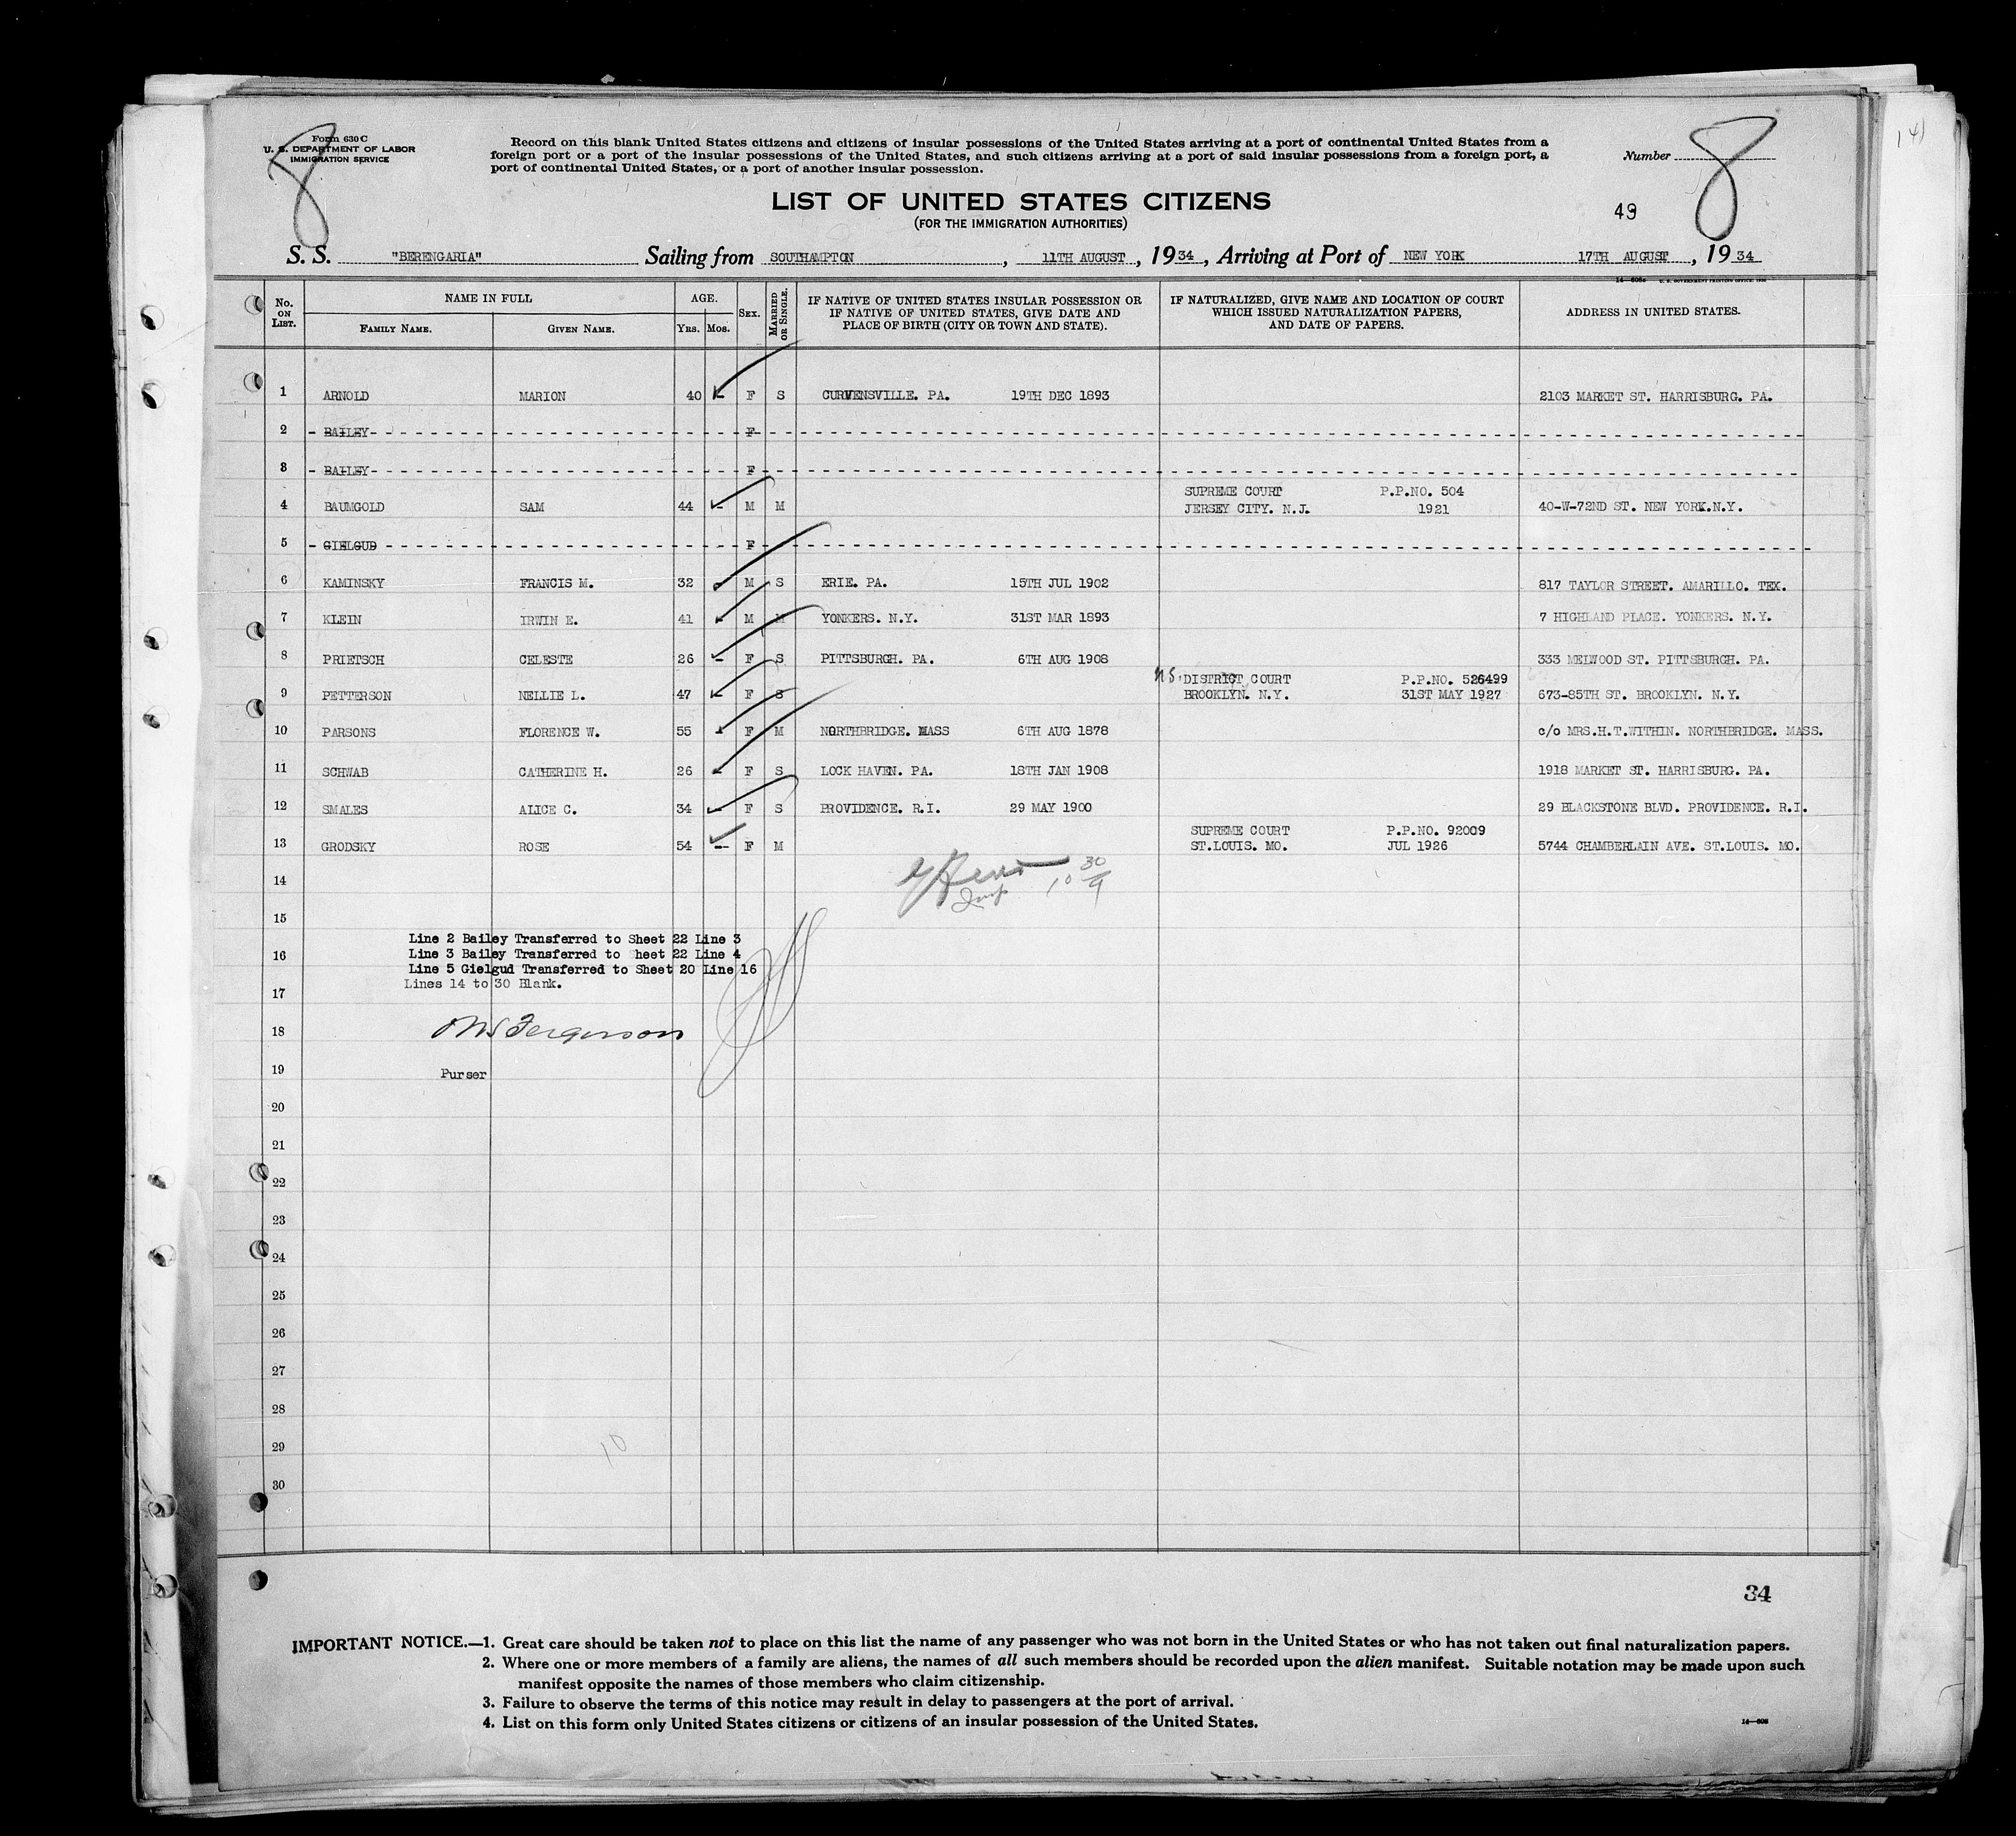 Form 630 C
U. S. DEPARTMENT OF LABOR
IMMIGRATION SERVICE
8
Record on this blank United States citizens and citizens of insular possessions of the United States arriving at a port of continental United States from a
foreign port or a port of the insular possessions of the United States, and such citizens arriving at a port of said insular possessions from a foreign port, a
port of continental United States, or a port of another insular possession.
Number 8
LIST OF UNITED STATES CITIZENS
(FOR THE IMMIGRATION AUTHORITIES)
49
S. S. "BERENGARIA" Sailing from SOUTHAMPTON, 11TH AUGUST, 1934, Arriving at Port of NEW YORK 17TH AUGUST, 1934
No. ON LIST. NAME IN FULL FAMILY NAME. GIVEN NAME. AGE. YRS. MOS. SEX. MARRIED OR SINGLE. IF NATIVE OF UNITED STATES INSULAR POSSESSION OR IF NATIVE OF UNITED STATES, GIVE DATE AND PLACE OF BIRTH (CITY OR TOWN AND STATE). IF NATURALIZED, GIVE NAME AND LOCATION OF COURT WHICH ISSUED NATURALIZATION PAPERS, AND DATE OF PAPERS. ADDRESS IN UNITED STATES.
1 ARNOLD MARION 40 - F S CURVENSVILLE. PA. 19TH DEC 1893 2103 MARKET ST. HARRISBURG. PA.
2 BAILEY F
3 BAILEY F
SUPREME COURT P.P.NO. 504
4 BAUMGOLD SAM 44 - M M JERSEY CITY. N.J. 1921 40-W-72ND ST. NEW YORK.N.Y.
5 GIELGUD F
6 KAMINSKY FRANCIS M. 32 - M S ERIE. PA. 15TH JUL 1902 817 TAYLOR STREET. AMARILLO. TEX.
7 KLEIN IRWIN E. 41 - M M YONKERS. N.Y. 31ST MAR 1893 7 HIGHLAND PLACE. YONKERS. N.Y.
8 PRIETSCH CELESTE 26 - F S PITTSBURGH. PA. 6TH AUG 1908 333 MELWOOD ST. PITTSBURGH. PA.
U.S. DISTRICT COURT P.P.NO. 526499
9 PETTERSON NELLIE L. 47 - F S BROOKLYN. N.Y. 31ST MAY 1927 673-85TH ST. BROOKLYN. N.Y.
10 PARSONS FLORENCE W. 55 - F M NORTHBRIDGE. MASS 6TH AUG 1878 c/o MRS.H.T.WITHIN. NORTHBRIDGE. MASS.
11 SCHWAB CATHERINE H. 26 - F S LOCK HAVEN. PA. 18TH JAN 1908 1918 MARKET ST. HARRISBURG. PA.
12 SMALES ALICE C. 34 - F S PROVIDENCE. R.I. 29 MAY 1900 29 BLACKSTONE BLVD. PROVIDENCE. R.I.
SUPREME COURT P.P.NO. 92009
13 GRODSKY ROSE 54 -- F M ST.LOUIS. MO. JUL 1926 5744 CHAMBERLAIN AVE. ST.LOUIS. MO.
14
15
Line 2 Bailey Transferred to Sheet 22 Line 3
16 Line 3 Bailey Transferred to heet 22 Line 4
Line 5 Gielgud Transferred to Sheet 20 Line 16
Lines 14 to 30 Blank.
17
18 Fergerson
19 Purser
20
21
22
23
24
25
26
27
28
29
10
30
34
IMPORTANT NOTICE.—1. Great care should be taken not to place on this list the name of any passenger who was not born in the United States or who has not taken out final naturalization papers.
2. Where one or more members of a family are aliens, the names of all such members should be recorded upon the alien manifest. Suitable notation may be made upon such
manifest opposite the names of those members who claim citizenship.
3. Failure to observe the terms of this notice may result in delay to passengers at the port of arrival.
4. List on this form only United States citizens or citizens of an insular possession of the United States.